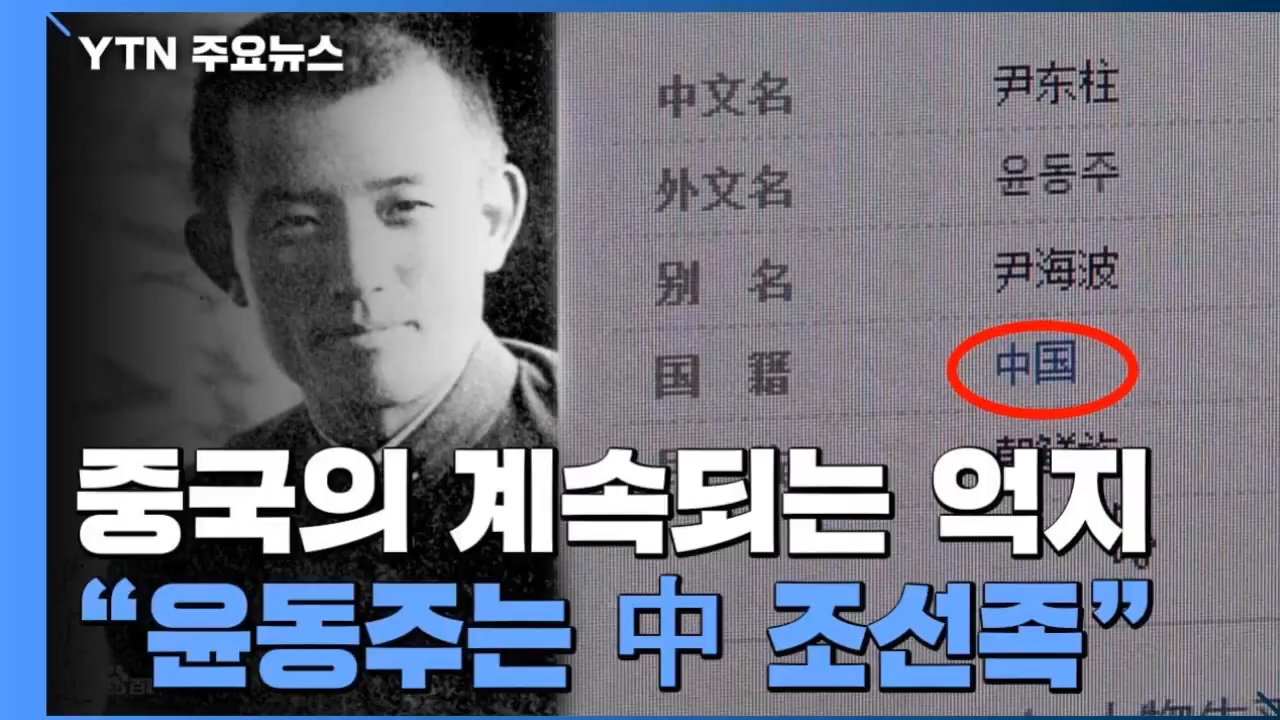 YTN 주요뉴스
中文名 尹东柱
外文名 윤동주
别 名 尹海波
国 籍 中国
중국의 계속되는 억지
“윤동주는 中 조선족”